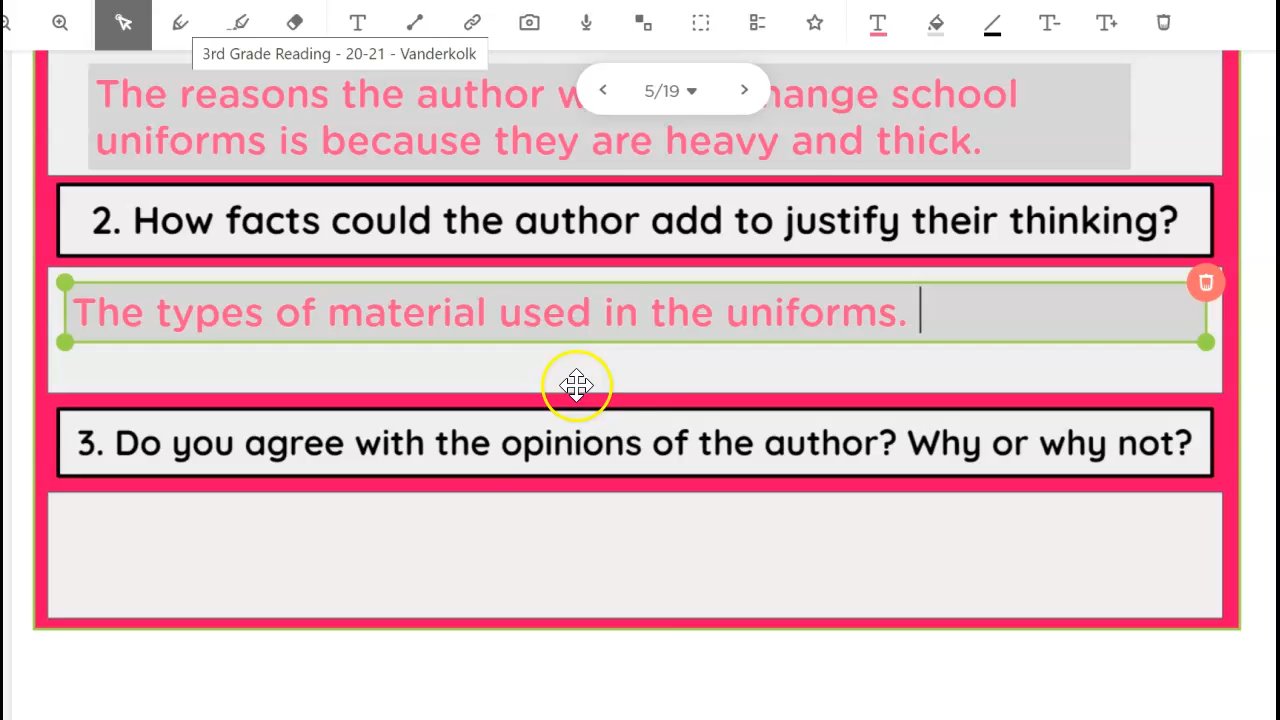 3rd Grade Reading - 20-21 - Vanderkolk
5/19
The reasons the author hange school
uniforms is because they are heavy and thick.
2. How facts could the author add to justify their thinking?
The types of material used in the uniforms.
3. Do you agree with the opinions of the author? Why or why not?